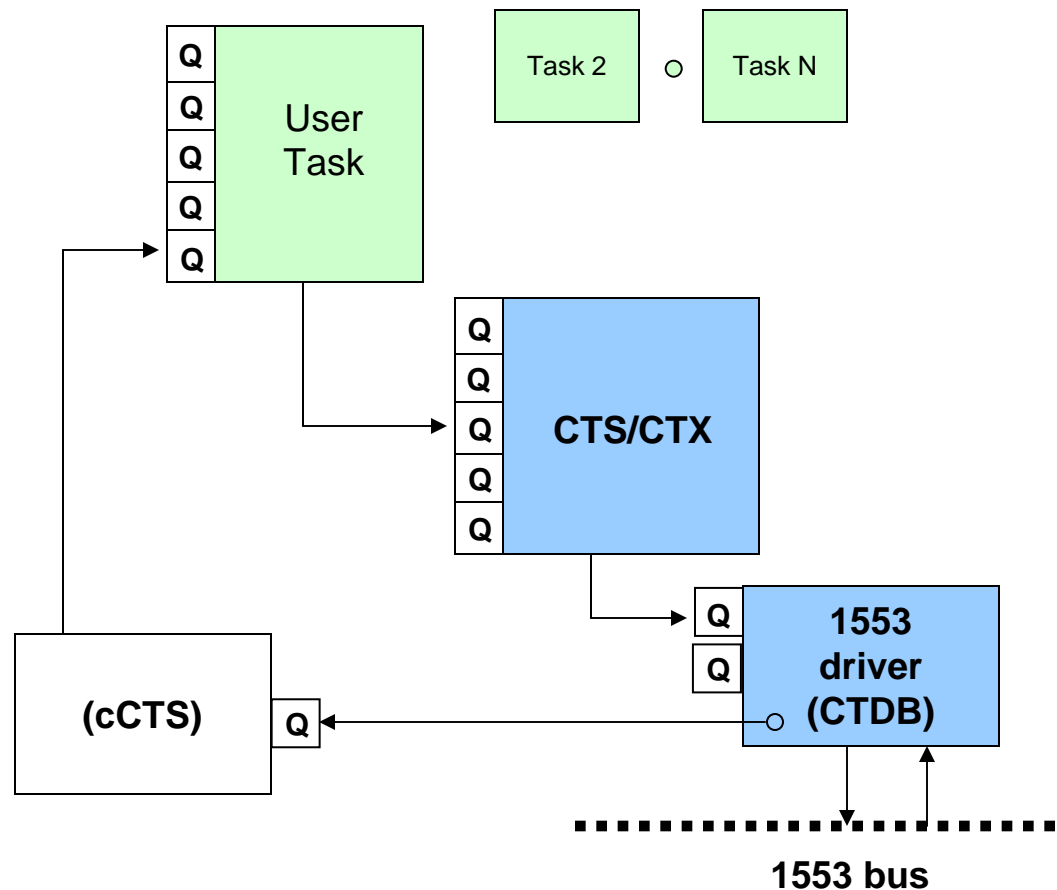 Q
Q
Q
Q
Q
User
Task
Task 2
Task N
Q
Q
Q
Q
Q
CTS/CTX
Q
Q
1553
driver
(CTDB)
(cCTS)
Q
1553 bus